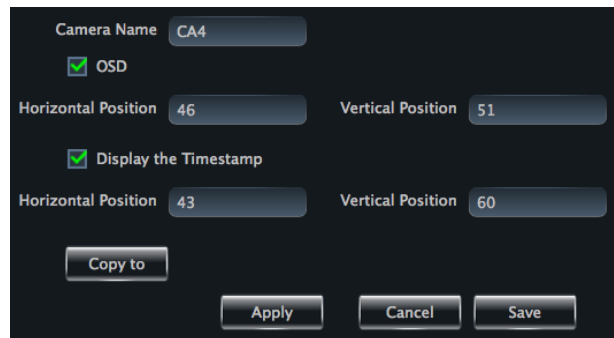 Camera Name CA4
OSD
Horizontal Position 46 Vertical Position 51
Display the Timestamp
Horizontal Position 43 Vertical Position 60
Copy to
Apply Cancel Save